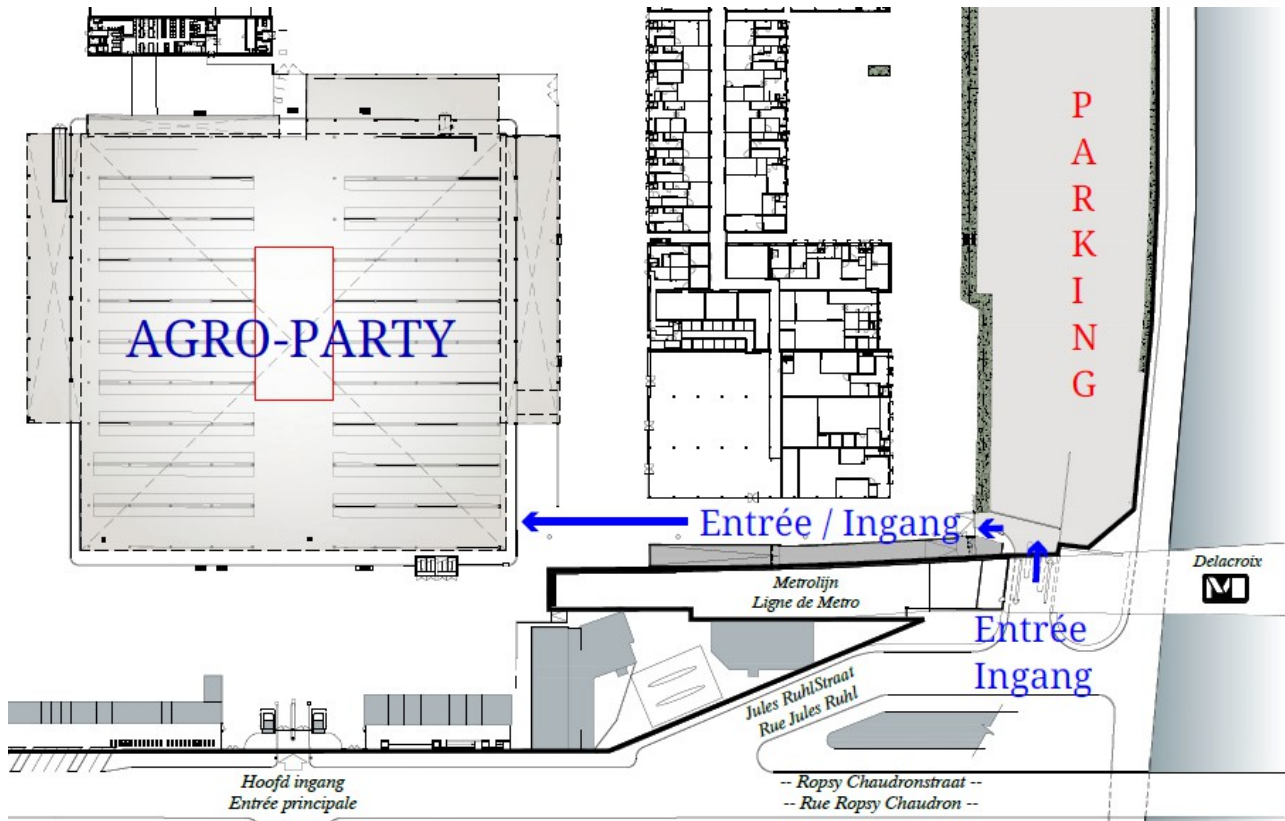 PARKING
AGRO-PARTY
Entrée / Ingang
Delacroix
M
Metrolijn
Ligne de Metro
Entrée
Ingang
Jules RuhlStraat
Rue Jules Ruhl
Hoofd ingang
Entrée principale
-- Ropsy Chaudronstraat --
-- Rue Ropsy Chaudron --